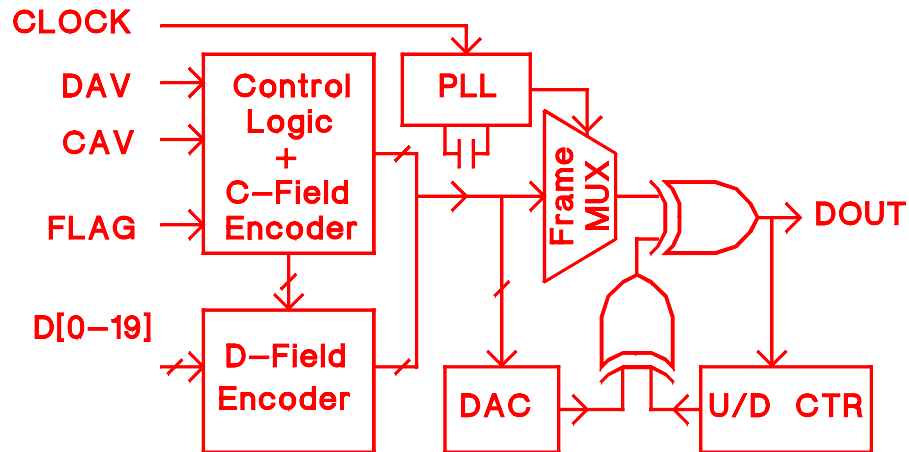 CLOCK
DAV
CAV
FLAG
D[0-19]
Control
Logic
+
C-Field
Encoder
D-Field
Encoder
PLL
Frame
MUX
DAC
U/D CTR
DOUT